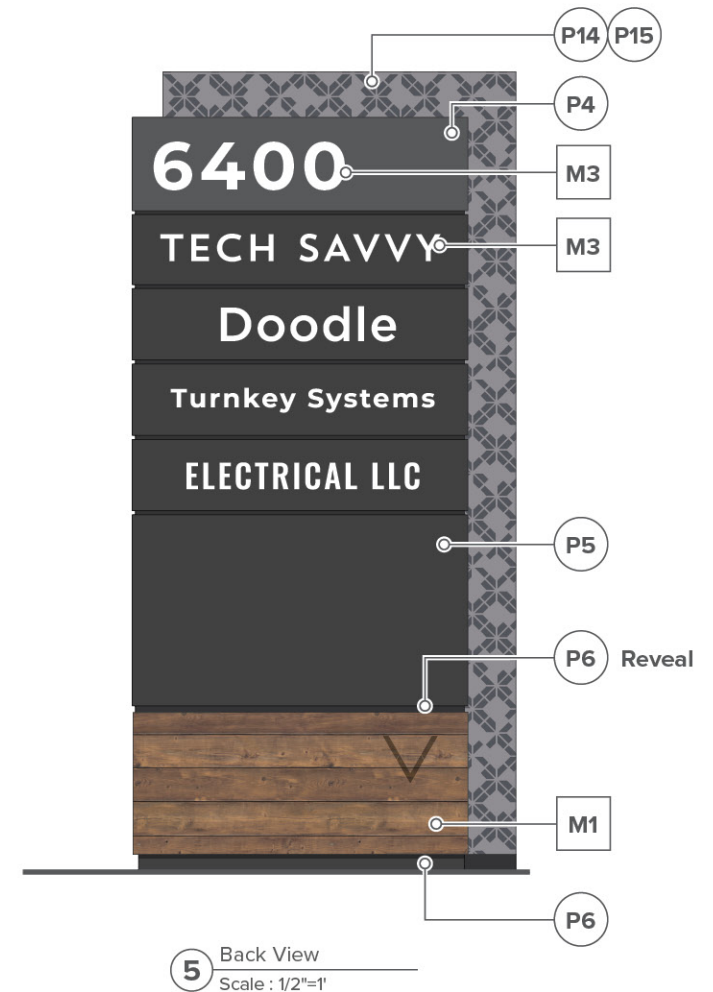 P14 P15
P4
6400
M3
TECH SAVVY
M3
Doodle
Turnkey Systems
ELECTRICAL LLC
P5
P6 Reveal
M1
P6
5 Back View
Scale : 1/2"=1'